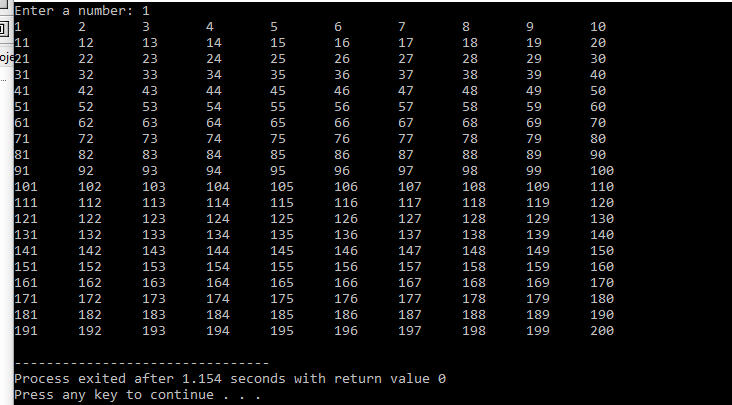 Enter a number: 1
1 2 3 4 5 6 7 8 9 10
11 12 13 14 15 16 17 18 19 20
21 22 23 24 25 26 27 28 29 30
31 32 33 34 35 36 37 38 39 40
41 42 43 44 45 46 47 48 49 50
51 52 53 54 55 56 57 58 59 60
61 62 63 64 65 66 67 68 69 70
71 72 73 74 75 76 77 78 79 80
81 82 83 84 85 86 87 88 89 90
91 92 93 94 95 96 97 98 99 100
101 102 103 104 105 106 107 108 109 110
111 112 113 114 115 116 117 118 119 120
121 122 123 124 125 126 127 128 129 130
131 132 133 134 135 136 137 138 139 140
141 142 143 144 145 146 147 148 149 150
151 152 153 154 155 156 157 158 159 160
161 162 163 164 165 166 167 168 169 170
171 172 173 174 175 176 177 178 179 180
181 182 183 184 185 186 187 188 189 190
191 192 193 194 195 196 197 198 199 200
--------------------------------
Process exited after 1.154 seconds with return value 0
Press any key to continue . . .